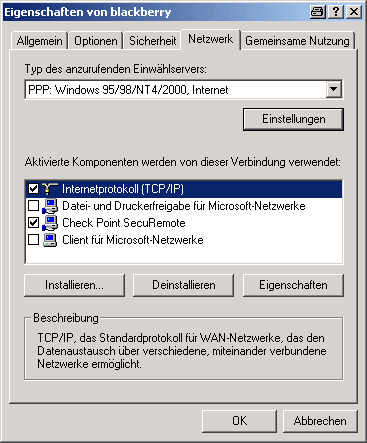 Eigenschaften von blackberry
Allgemein Optionen Sicherheit Netzwerk Gemeinsame Nutzung
Typ des anzurufenden Einwählservers:
PPP: Windows 95/98/NT4/2000, Internet
Einstellungen
Aktivierte Komponenten werden von dieser Verbindung verwendet:
Internetprotokoll (TCP/IP)
Datei- und Druckerfreigabe für Microsoft-Netzwerke
Check Point SecuRemote
Client für Microsoft-Netzwerke
Installieren... Deinstallieren Eigenschaften
Beschreibung
TCP/IP, das Standardprotokoll für WAN-Netzwerke, das den
Datenaustausch über verschiedene, miteinander verbundene
Netzwerke ermöglicht.
OK Abbrechen